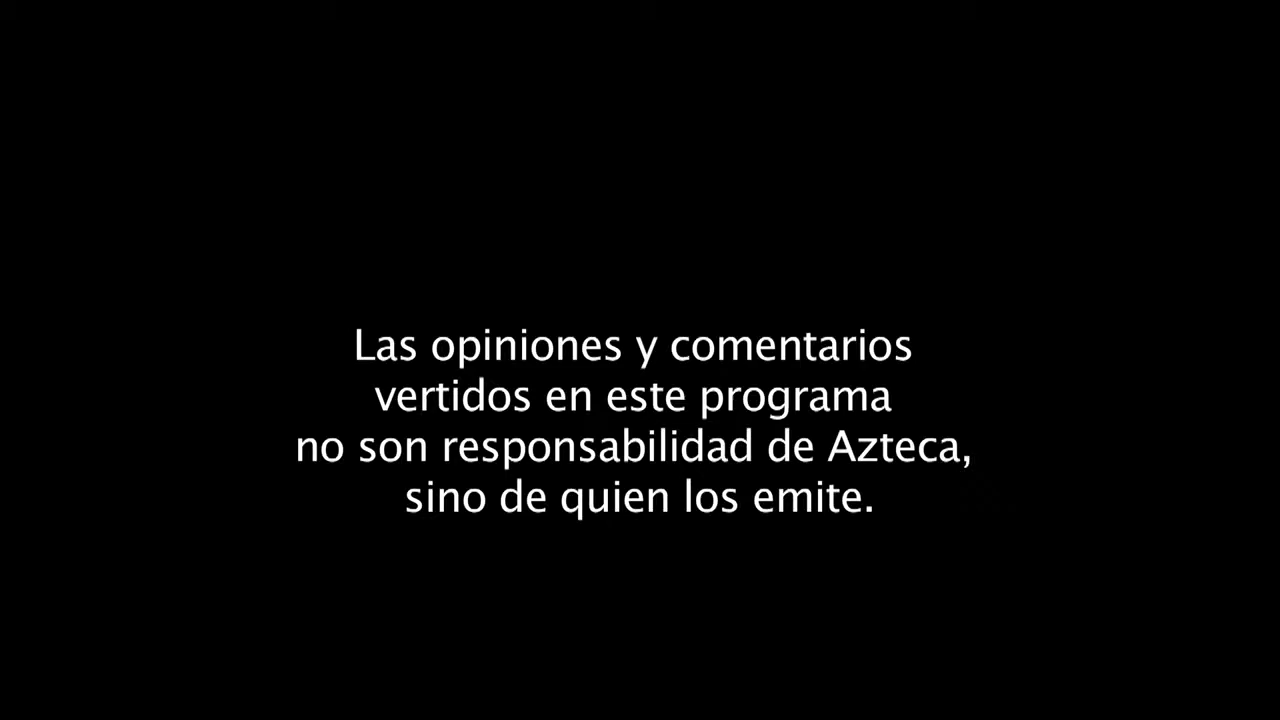 Las opiniones y comentarios
vertidos en este programa
no son responsabilidad de Azteca,
sino de quien los emite.